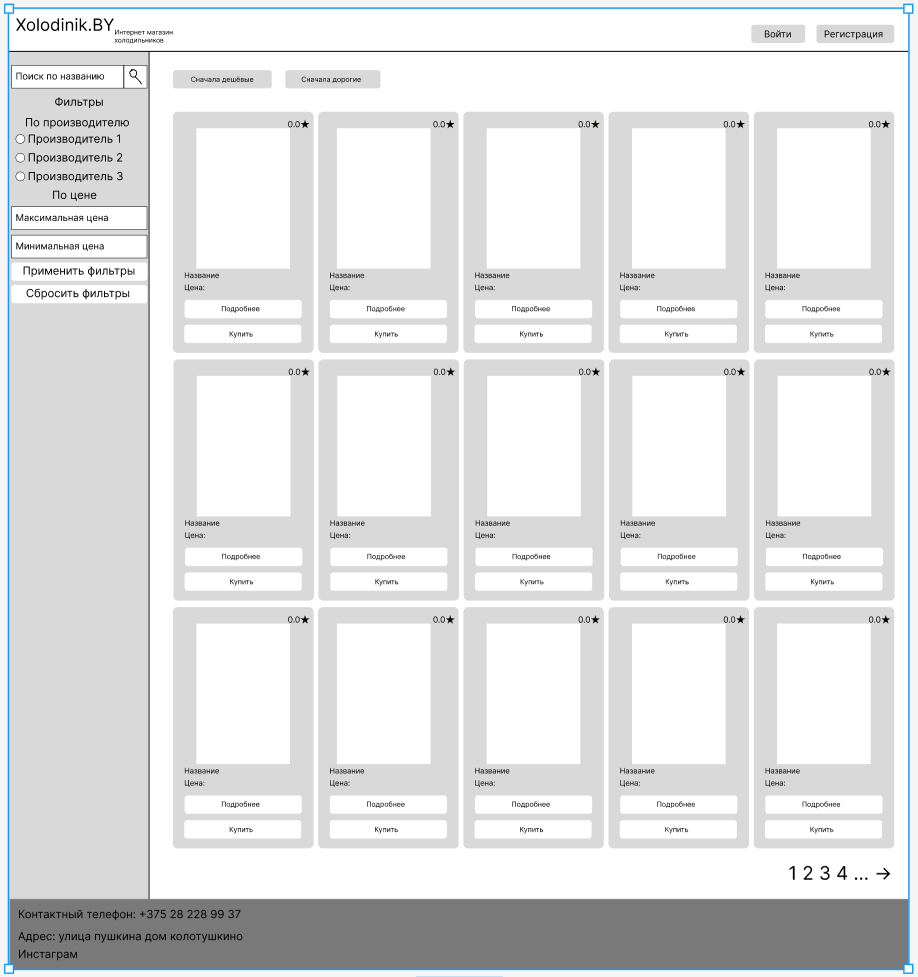 Xolodinik.BY
Интернет магазин
холодильников
Войти
Регистрация
Поиск по названию
Фильтры
По производителю
Производитель 1
Производитель 2
Производитель 3
По цене
Максимальная цена
Минимальная цена
Применить фильтры
Сбросить фильтры
Сначала дешёвые
Сначала дорогие
0.0★ 0.0★ 0.0★ 0.0★ 0.0★
Название Название Название Название Название
Цена: Цена: Цена: Цена: Цена:
Подробнее Подробнее Подробнее Подробнее Подробнее
Купить Купить Купить Купить Купить
0.0★ 0.0★ 0.0★ 0.0★ 0.0★
Название Название Название Название Название
Цена: Цена: Цена: Цена: Цена:
Подробнее Подробнее Подробнее Подробнее Подробнее
Купить Купить Купить Купить Купить
0.0★ 0.0★ 0.0★ 0.0★ 0.0★
Название Название Название Название Название
Цена: Цена: Цена: Цена: Цена:
Подробнее Подробнее Подробнее Подробнее Подробнее
Купить Купить Купить Купить Купить
1 2 3 4 ... →
Контактный телефон: +375 28 228 99 37
Адрес: улица пушкина дом колотушкино
Инстаграм